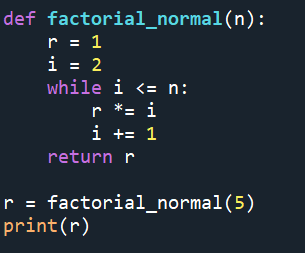 def factorial_normal(n):
    r = 1
    i = 2
    while i <= n:
        r *= i
        i += 1
    return r

r = factorial_normal(5)
print(r)